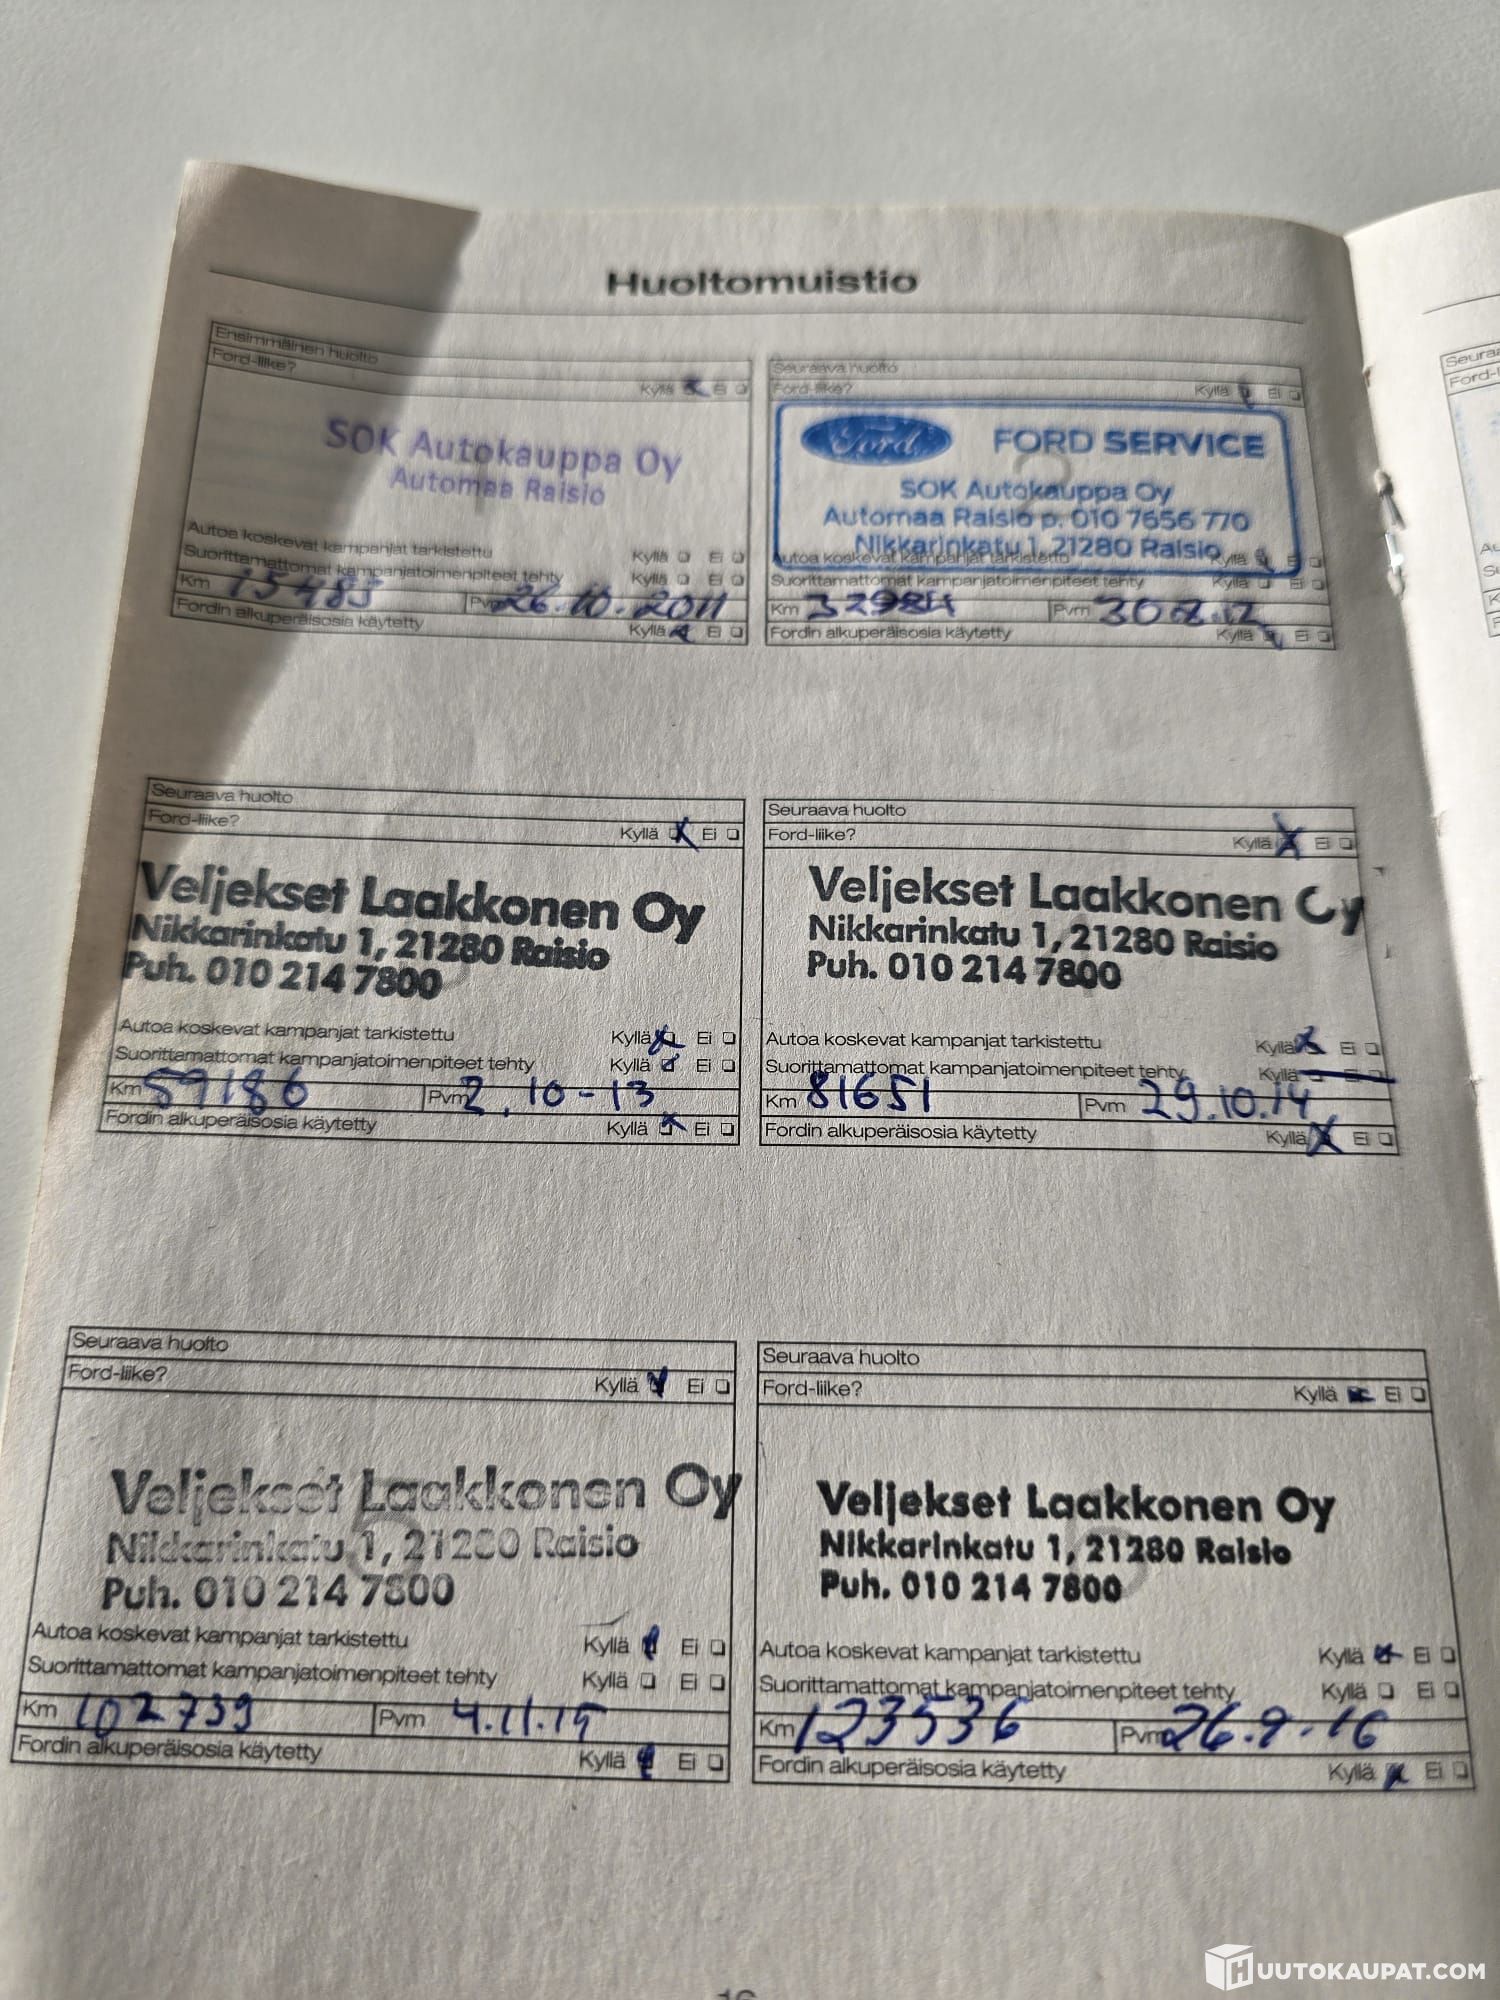 Huoltomuistio
Ensimmäinen huolto
Ford-liike?
Kyllä Ei
SOK Autokauppa Oy
Automaa Raisio
Autoa koskevat kampanjat tarkistettu Kyllä Ei
Suorittamattomat kampanjatoimenpiteet tehty Kyllä Ei
Km 15485 Pvm 26.10.2011
Fordin alkuperäisosia käytetty Kyllä Ei
Seuraava huolto
Ford-liike? Kyllä Ei
Ford FORD SERVICE
SOK Autokauppa Oy
Automaa Raisio p. 010 7656 770
Nikkarinkatu 1, 21280 Raisio
Autoa koskevat kampanjat tarkistettu Kyllä Ei
Suorittamattomat kampanjatoimenpiteet tehty Kyllä Ei
Km Pvm
Fordin alkuperäisosia käytetty Kyllä Ei
Seuraava huolto
Ford-liike?
Kyllä Ei
Veljekset Laakkonen Oy
Nikkarinkatu 1, 21280 Raisio
Puh. 010 214 7800
Autoa koskevat kampanjat tarkistettu Kyllä Ei
Suorittamattomat kampanjatoimenpiteet tehty Kyllä Ei
Km 59186 Pvm 2.10-13
Fordin alkuperäisosia käytetty Kyllä Ei
Seuraava huolto
Ford-liike? Kyllä Ei
Veljekset Laakkonen Oy
Nikkarinkatu 1, 21280 Raisio
Puh. 010 214 7800
Autoa koskevat kampanjat tarkistettu Kyllä Ei
Suorittamattomat kampanjatoimenpiteet tehty Kyllä Ei
Km 81651 Pvm 29.10.14
Fordin alkuperäisosia käytetty Kyllä Ei
Seuraava huolto
Ford-liike? Kyllä Ei
Veljekset Laakkonen Oy
Nikkarinkatu 1, 21280 Raisio
Puh. 010 214 7800
Autoa koskevat kampanjat tarkistettu Kyllä Ei
Suorittamattomat kampanjatoimenpiteet tehty Kyllä Ei
Km 102739 Pvm 4.11.15
Fordin alkuperäisosia käytetty Kyllä Ei
Seuraava huolto
Ford-liike? Kyllä Ei
Veljekset Laakkonen Oy
Nikkarinkatu 1, 21280 Raisio
Puh. 010 214 7800
Autoa koskevat kampanjat tarkistettu Kyllä Ei
Suorittamattomat kampanjatoimenpiteet tehty Kyllä Ei
Km 123536 Pvm 26.9.16
Fordin alkuperäisosia käytetty Kyllä Ei
HUUTOKAUPAT.COM